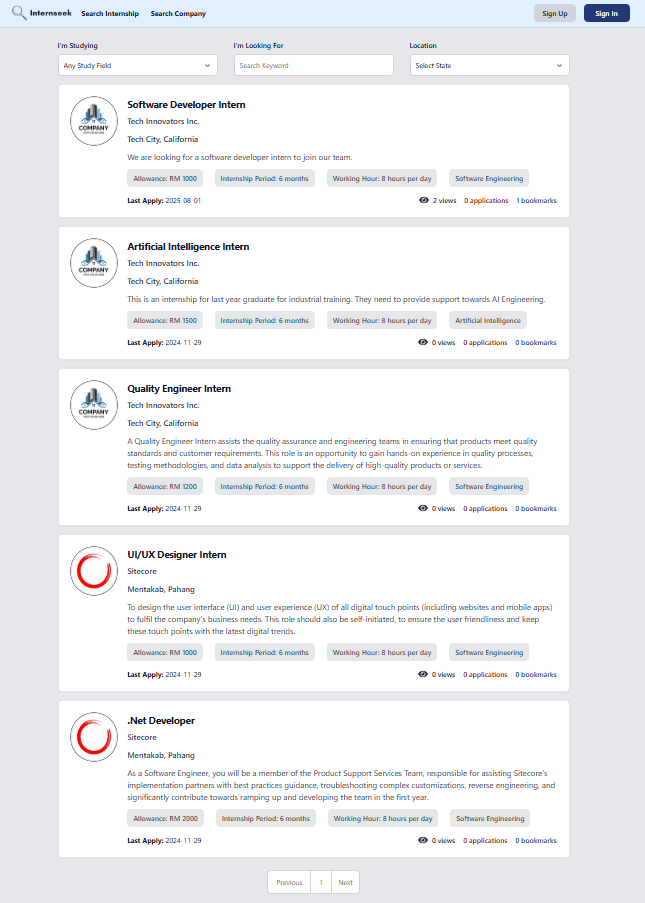 Internseek Search Internship Search Company Sign Up Sign In
I'm Studying I'm Looking For Location
Any Study Field Search Keyword Select State
COMPANY
Software Developer Intern
Tech Innovators Inc.
Tech City, California
We are looking for a software developer intern to join our team.
Allowance: RM 1000 Internship Period: 6 months Working Hour: 8 hours per day Software Engineering
Last Apply: 2025-08-01 2 views 0 applications 1 bookmarks
COMPANY
Artificial Intelligence Intern
Tech Innovators Inc.
Tech City, California
This is an internship for last year graduate for industrial training. They need to provide support towards AI Engineering.
Allowance: RM 1500 Internship Period: 6 months Working Hour: 8 hours per day Artificial Intelligence
Last Apply: 2024-11-29 0 views 0 applications 0 bookmarks
COMPANY
Quality Engineer Intern
Tech Innovators Inc.
Tech City, California
A Quality Engineer Intern assists the quality assurance and engineering teams in ensuring that products meet quality
standards and customer requirements. This role is an opportunity to gain hands-on experience in quality processes,
testing methodologies, and data analysis to support the delivery of high-quality products or services.
Allowance: RM 1200 Internship Period: 6 months Working Hour: 8 hours per day Software Engineering
Last Apply: 2024-11-29 0 views 0 applications 0 bookmarks
UI/UX Designer Intern
Sitecore
Mentakab, Pahang
To design the user interface (UI) and user experience (UX) of all digital touch points (including websites and mobile apps)
to fulfil the company's business needs. This role should also be self-initiated, to ensure the user friendliness and keep
these touch points with the latest digital trends.
Allowance: RM 1000 Internship Period: 6 months Working Hour: 8 hours per day Software Engineering
Last Apply: 2024-11-29 0 views 0 applications 0 bookmarks
.Net Developer
Sitecore
Mentakab, Pahang
As a Software Engineer, you will be a member of the Product Support Services Team, responsible for assisting Sitecore's
implementation partners with best practices guidance, troubleshooting complex customizations, reverse engineering, and
significantly contribute towards ramping up and developing the team in the first year.
Allowance: RM 2000 Internship Period: 6 months Working Hour: 8 hours per day Software Engineering
Last Apply: 2024-11-29 0 views 0 applications 0 bookmarks
Previous 1 Next